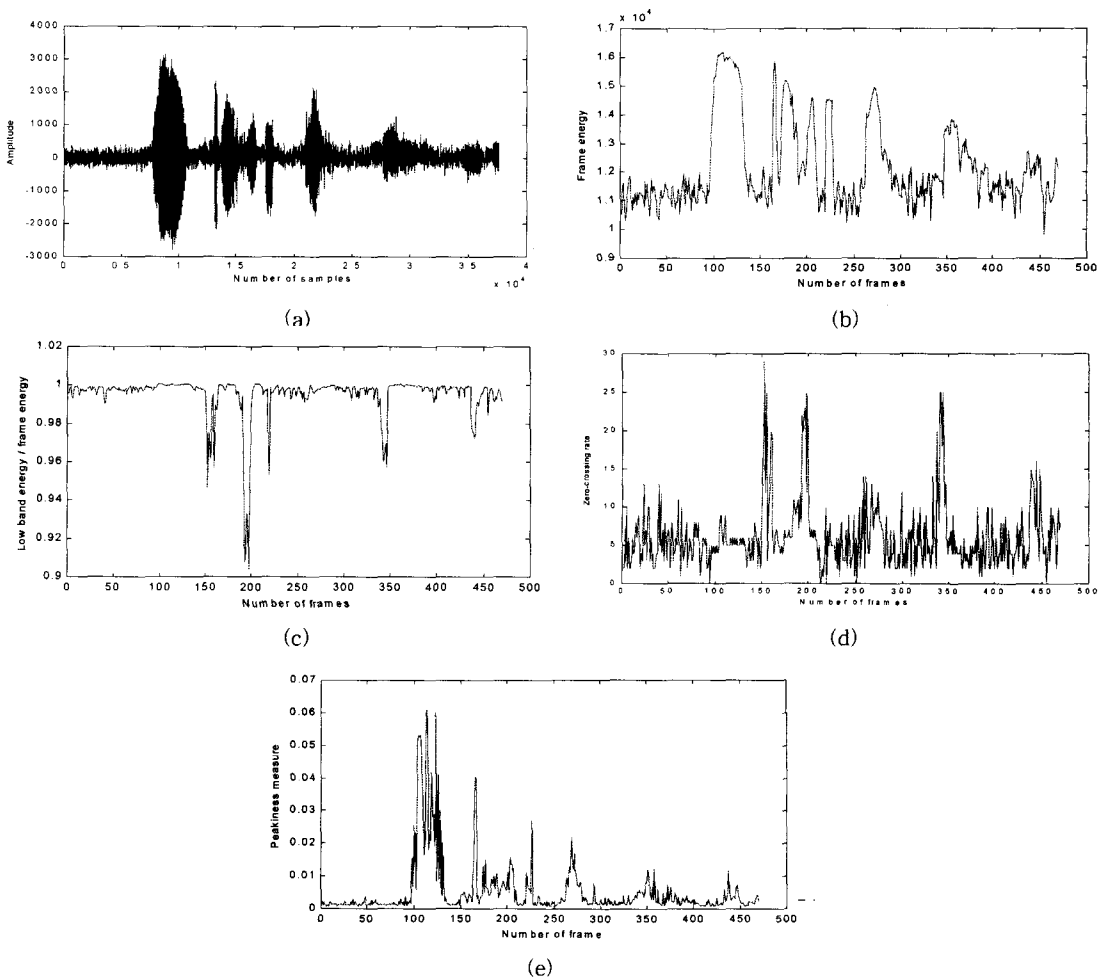 4000
3000
2000
1000
0
-1000
-2000
-3000
Amplitude
0 0 5 1 1 5 2 2 5 3 3 5 4
Number of samples
x 10^4
(a)
x 10^4
1.7
1.6
1.5
1.4
1.3
1.2
1.1
1
0.9
Frame energy
0 50 100 150 200 250 300 350 400 450 500
Number of frames
(b)
1.02
1
0.98
0.96
0.94
0.92
0.9
Low band energy / frame energy
0 50 100 150 200 250 300 350 400 450 500
Number of frames
(c)
30
25
20
15
10
5
0
Zero-crossing rate
0 50 100 150 200 250 300 350 400 450 500
Number of frames
(d)
0.07
0.06
0.05
0.04
0.03
0.02
0.01
0
Peakiness measure
0 50 100 150 200 250 300 350 400 450 500
Number of frame
(e)